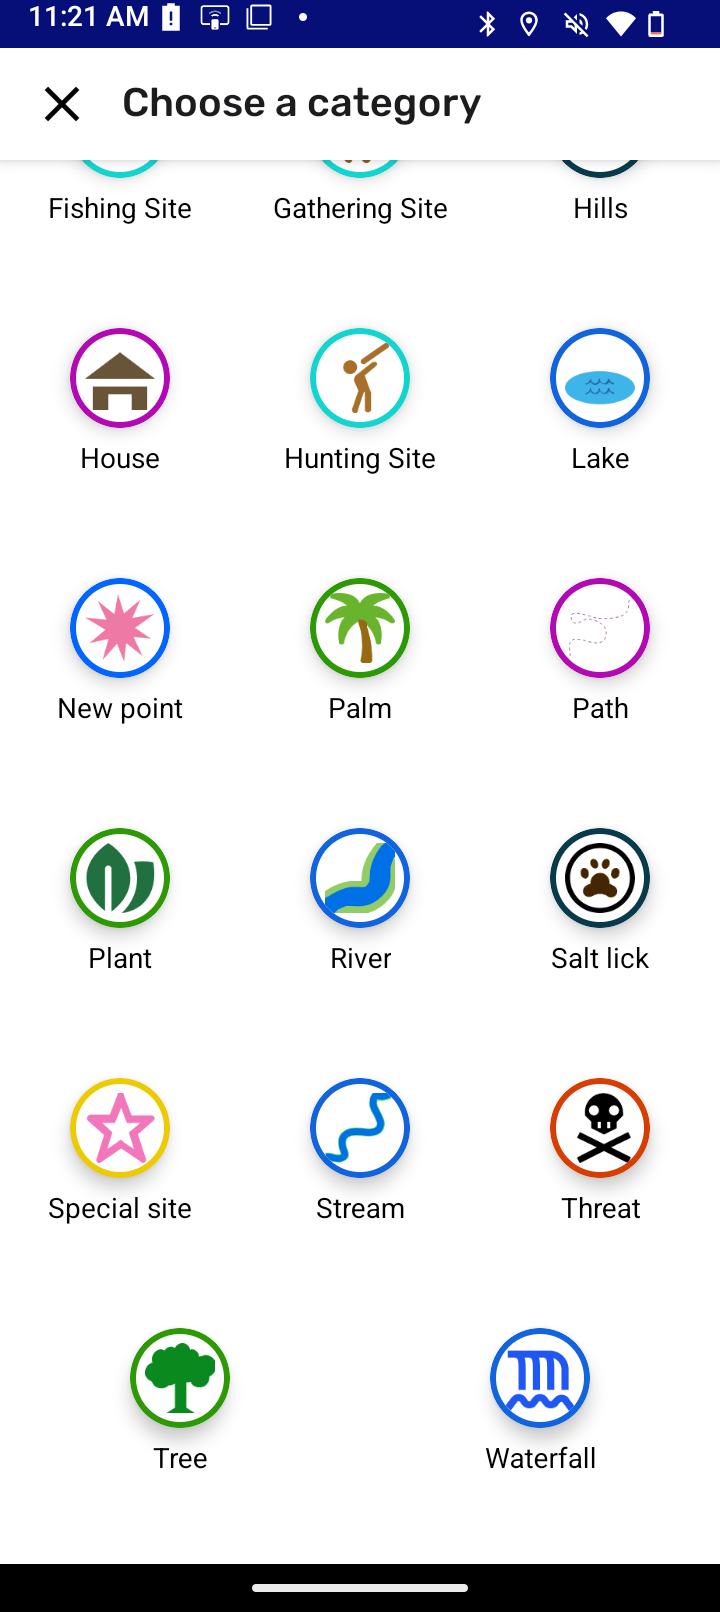 11:21 AM
Choose a category
Fishing Site
Gathering Site
Hills
House
Hunting Site
Lake
New point
Palm
Path
Plant
River
Salt lick
Special site
Stream
Threat
Tree
Waterfall